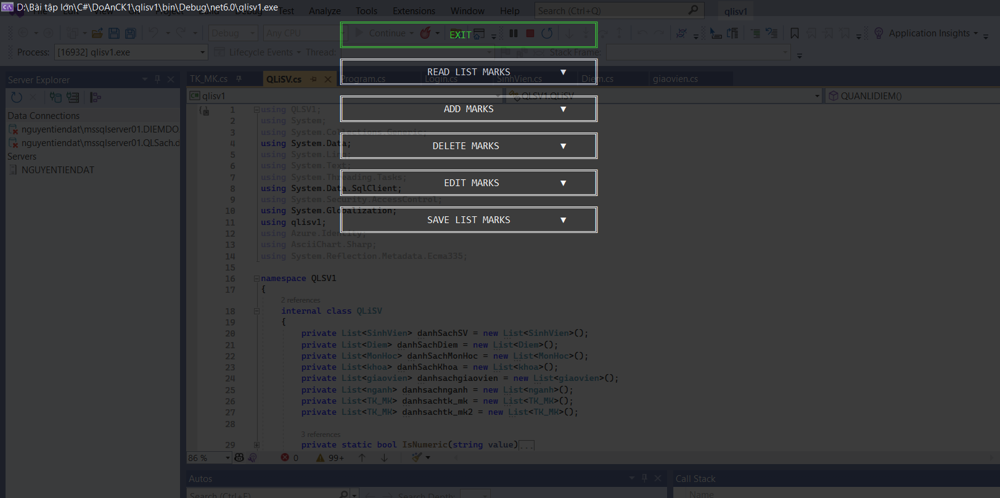 D:\Bài tập lớn\C#\DoAnCK1\qlisv1\bin\Debug\net6.0\qlisv1.exe
Test Analyze Tools Extensions Window Help Search (Ctrl+Q) qlisv1
Debug Any CPU Continue Application Insights
EXIT
Process: [16932] qlisv1.exe Lifecycle Events Thread: Stack Frame:
READ LIST MARKS ▼
Server Explorer
TK_MK.cs QLiSV.cs Program.cs Login.cs SinhVien.cs Diem.cs giaovien.cs
qlisv1 QLSV1.QLiSV QUANLIDIEM()
ADD MARKS ▼
DELETE MARKS ▼
EDIT MARKS ▼
SAVE LIST MARKS ▼
Data Connections
nguyentiendat\mssqlserver01.DIEMDO
nguyentiendat\mssqlserver01.QLSach.d
Servers
NGUYENTIENDAT
1 using QLSV1;
2 using System;
3 using System.Collections.Generic;
4 using System.Data;
5 using System.Linq;
6 using System.Text;
7 using System.Threading.Tasks;
8 using System.Data.SqlClient;
9 using System.Security.AccessControl;
10 using System.Globalization;
11 using qlisv1;
12 using Azure.Identity;
13 using AsciiChart.Sharp;
14 using System.Reflection.Metadata.Ecma335;
15
16 namespace QLSV1
17 {
2 references
18 internal class QLiSV
19 {
20 private List<SinhVien> danhSachSV = new List<SinhVien>();
21 private List<Diem> danhSachDiem = new List<Diem>();
22 private List<MonHoc> danhSachMonHoc = new List<MonHoc>();
23 private List<khoa> danhSachKhoa = new List<khoa>();
24 private List<giaovien> danhsachgiaovien = new List<giaovien>();
25 private List<nganh> danhsachnganh = new List<nganh>();
26 private List<TK_MK> danhsachtk_mk = new List<TK_MK>();
27 private List<TK_MK> danhsachtk_mk2 = new List<TK_MK>();
28
3 references
29 private static bool IsNumeric(string value)...
86 % 0 99+
Autos Call Stack
Search (Ctrl+E) Search Depth: Name